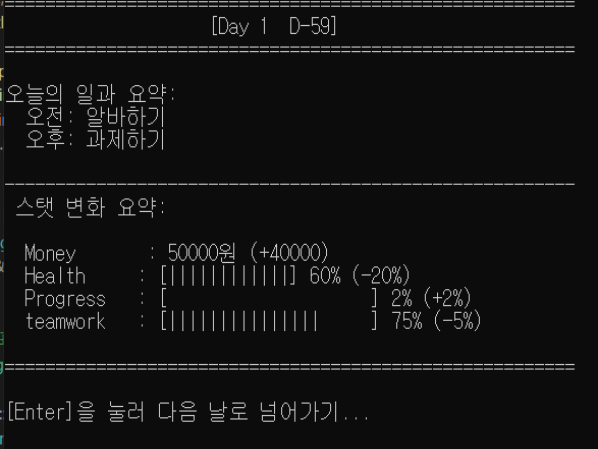 [Day 1 D-59]
오늘의 일과 요약:
오전: 알바하기
오후: 과제하기
스탯 변화 요약:
Money : 50000원 (+40000)
Health : [||||||||||||] 60% (-20%)
Progress : [ ] 2% (+2%)
teamwork : [||||||||||||||| ] 75% (-5%)
[Enter]을 눌러 다음 날로 넘어가기...